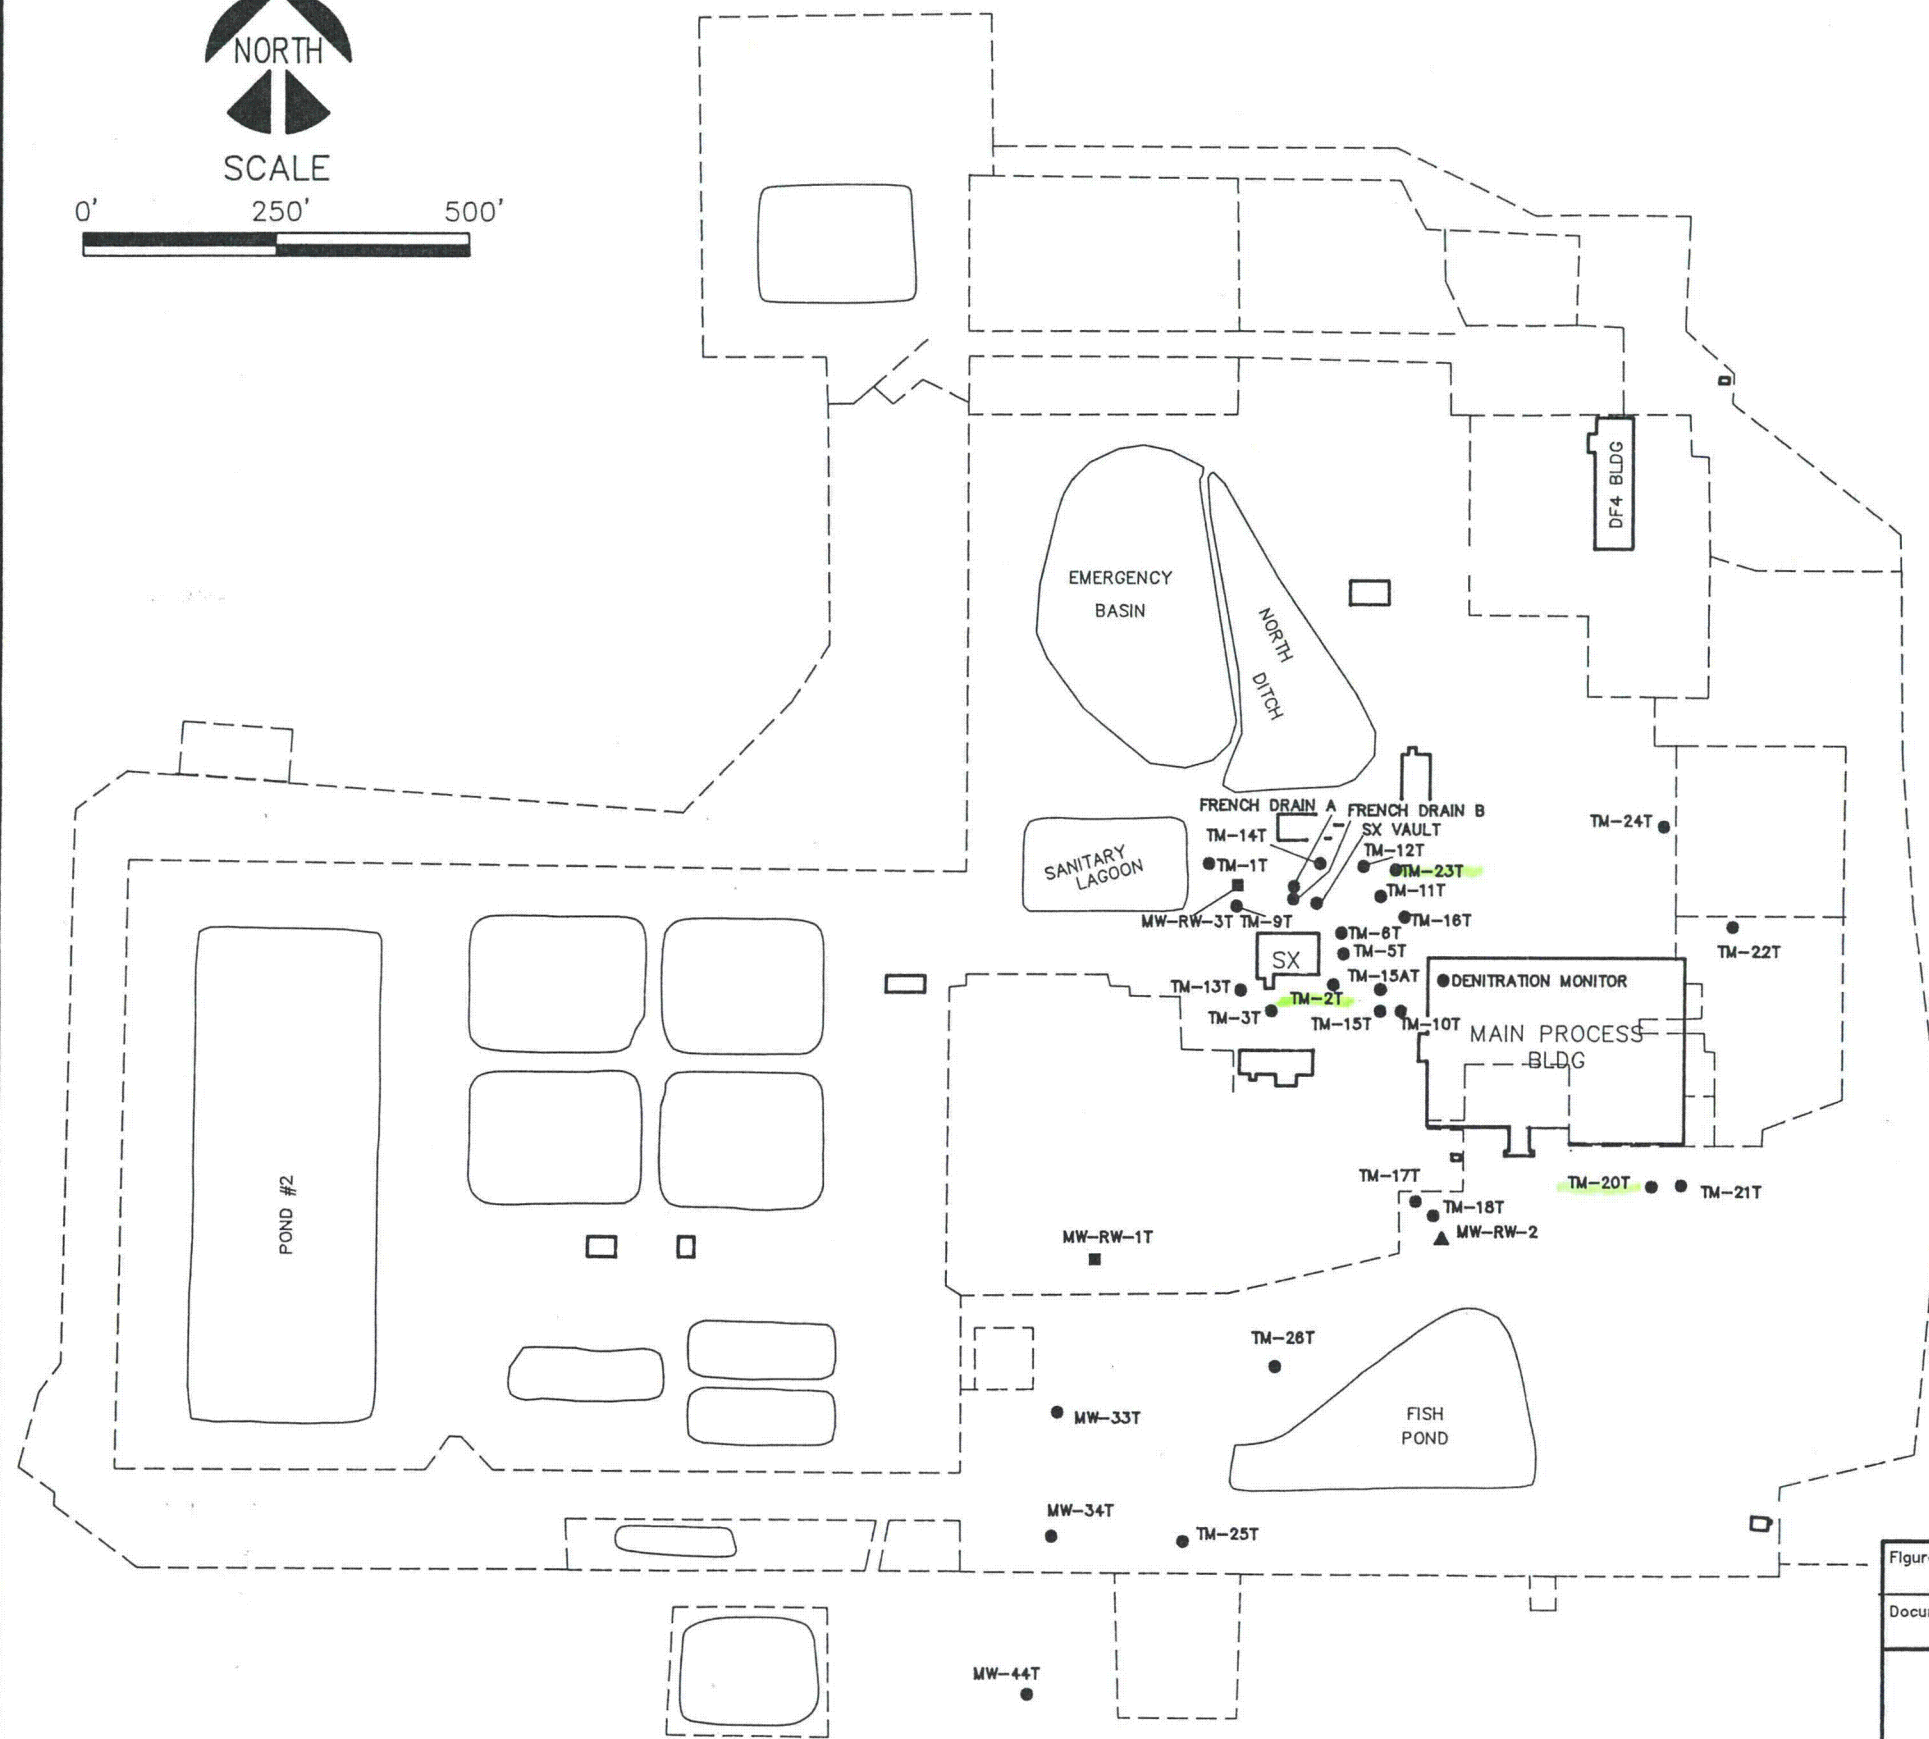 NORTH
SCALE
0' 250' 500'
DF4 BLDG
EMERGENCY
BASIN
NORTH
DITCH
FRENCH DRAIN A
FRENCH DRAIN B
TM-14T
SX VAULT
TM-24T
TM-12T
SANITARY
LAGOON
TM-1T
TM-23T
TM-11T
MW-RW-3T
TM-9T
TM-16T
TM-6T
TM-5T
TM-22T
SX
TM-15AT
DENITRATION MONITOR
TM-13T
TM-2T
TM-3T
TM-15T
TM-10T
MAIN PROCESS
BLDG
POND #2
TM-17T
TM-20T
TM-21T
TM-18T
MW-RW-2
MW-RW-1T
TM-26T
MW-33T
FISH
POND
MW-34T
TM-25T
MW-44T